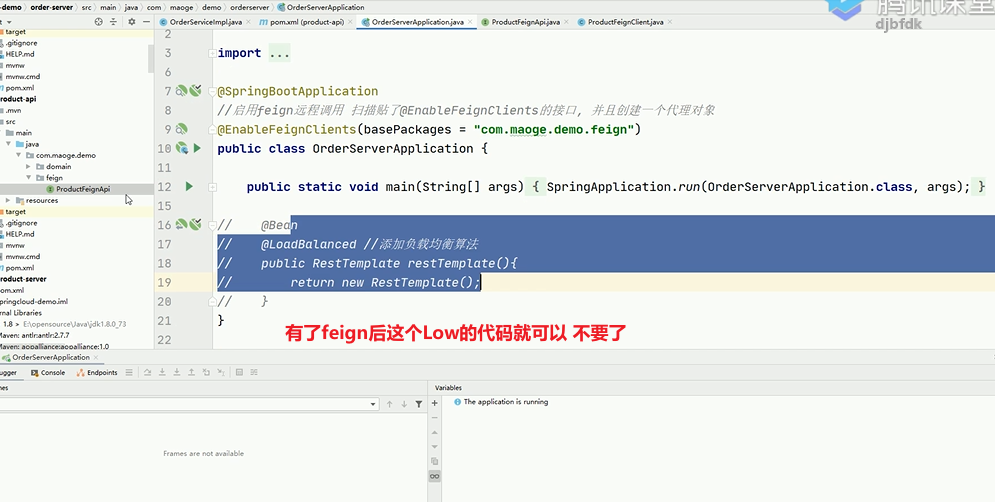 -demo
order-server
src
main
java
com
maoge
demo
orderserver
OrderServerApplication
腾讯课堂
djbfdk
OrderServiceImpl.java
pom.xml (product-api)
OrderServerApplication.java
ProductFeignApi.java
ProductFeignClient.java
target
.gitignore
HELP.md
mvnw
mvnw.cmd
pom.xml
roduct-api
.mvn
src
main
java
com.maoge.demo
domain
feign
ProductFeignApi
resources
target
.gitignore
HELP.md
mvnw
mvnw.cmd
pom.xml
roduct-server
om.xml
pringcloud-demo.iml
rnal Libraries
1.8 > E:\opensource\Java\jdk1.8.0_73
Maven: antlr:antlr:2.7.7
Maven: aopalliance:aopalliance:1.0
2
3 import ...
6
7 @SpringBootApplication
8 //启用feign远程调用 扫描贴了@EnableFeignClients的接口, 并且创建一个代理对象
9 @EnableFeignClients(basePackages = "com.maoge.demo.feign")
10 public class OrderServerApplication {
11
12 public static void main(String[] args) { SpringApplication.run(OrderServerApplication.class, args); }
15
16 // @Bean
17 // @LoadBalanced //添加负载均衡算法
18 // public RestTemplate restTemplate(){
19 // return new RestTemplate();
20 // }
21 }
22
有了feign后这个Low的代码就可以 不要了
OrderServerApplication
ugger
Console
Endpoints
mes
Variables
The application is running
Frames are not available